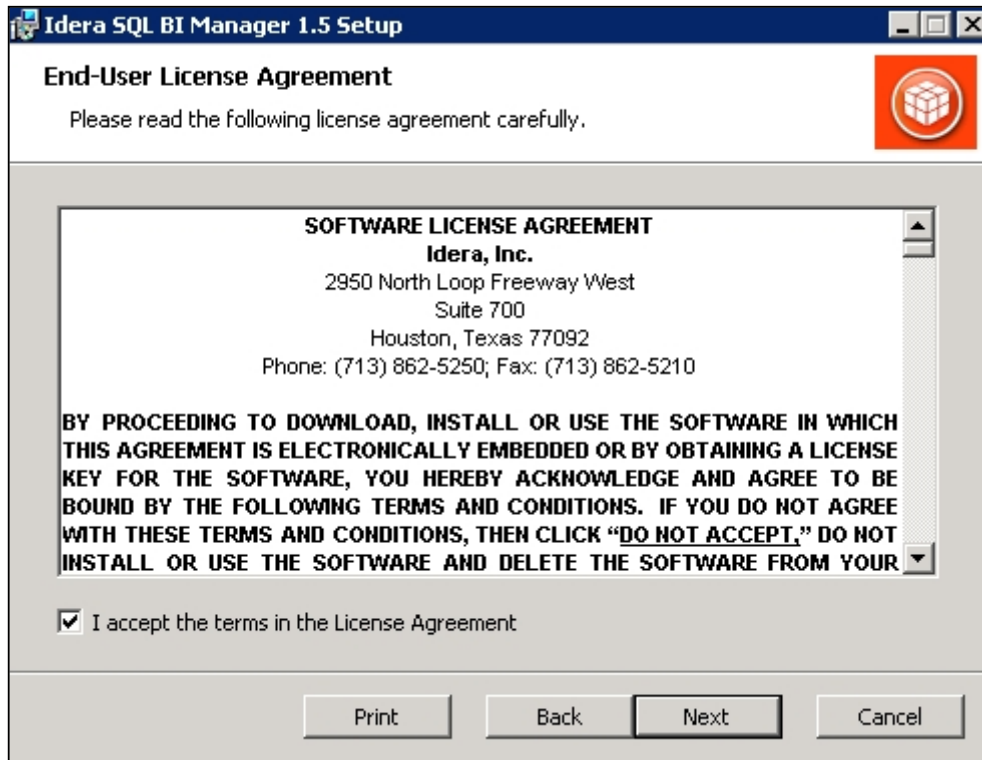 Idera SQL BI Manager 1.5 Setup
End-User License Agreement
Please read the following license agreement carefully.
SOFTWARE LICENSE AGREEMENT
Idera, Inc.
2950 North Loop Freeway West
Suite 700
Houston, Texas 77092
Phone: (713) 862-5250; Fax: (713) 862-5210
BY PROCEEDING TO DOWNLOAD, INSTALL OR USE THE SOFTWARE IN WHICH
THIS AGREEMENT IS ELECTRONICALLY EMBEDDED OR BY OBTAINING A LICENSE
KEY FOR THE SOFTWARE, YOU HEREBY ACKNOWLEDGE AND AGREE TO BE
BOUND BY THE FOLLOWING TERMS AND CONDITIONS. IF YOU DO NOT AGREE
WITH THESE TERMS AND CONDITIONS, THEN CLICK “DO NOT ACCEPT,” DO NOT
INSTALL OR USE THE SOFTWARE AND DELETE THE SOFTWARE FROM YOUR
I accept the terms in the License Agreement
Print Back Next Cancel